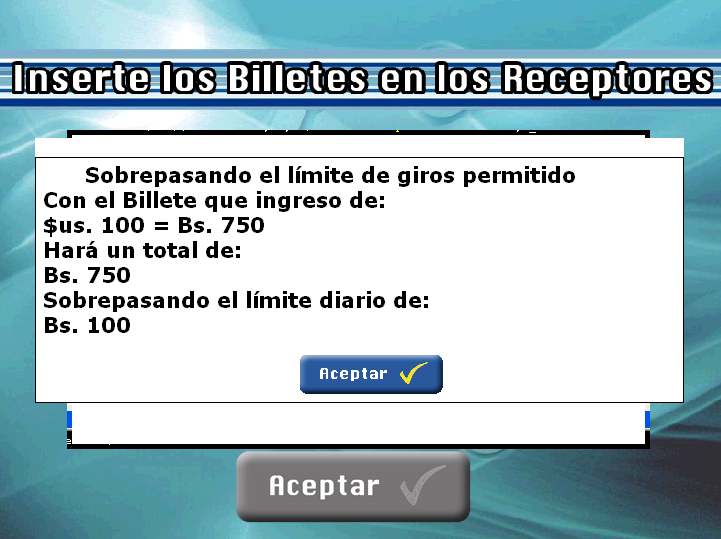 Inserte los Billetes en los Receptores
Sobrepasando el límite de giros permitido
Con el Billete que ingreso de:
$us. 100 = Bs. 750
Hará un total de:
Bs. 750
Sobrepasando el límite diario de:
Bs. 100
Aceptar
Aceptar